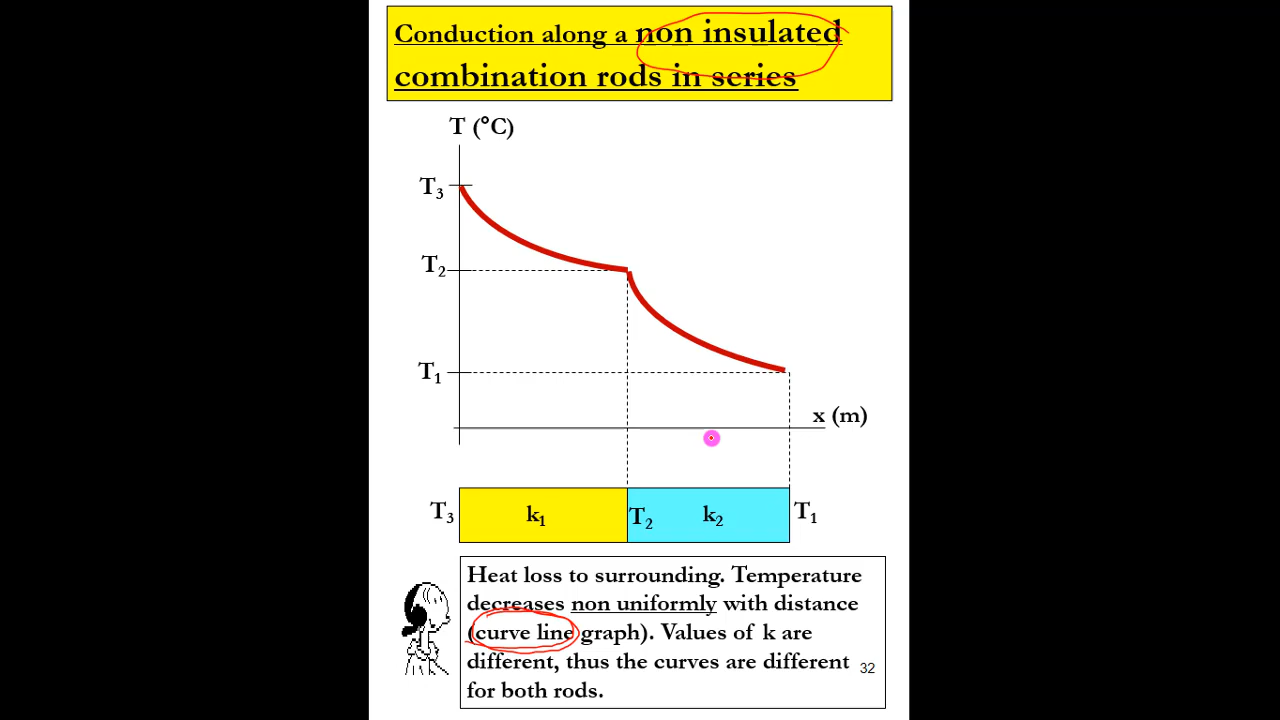 Conduction along a non insulated
combination rods in series
T (°C)
T₃
T₂
T₁
x (m)
T₃ k₁ T₂ k₂ T₁
Heat loss to surrounding. Temperature
decreases non uniformly with distance
(curve line graph). Values of k are
different, thus the curves are different
for both rods.
32